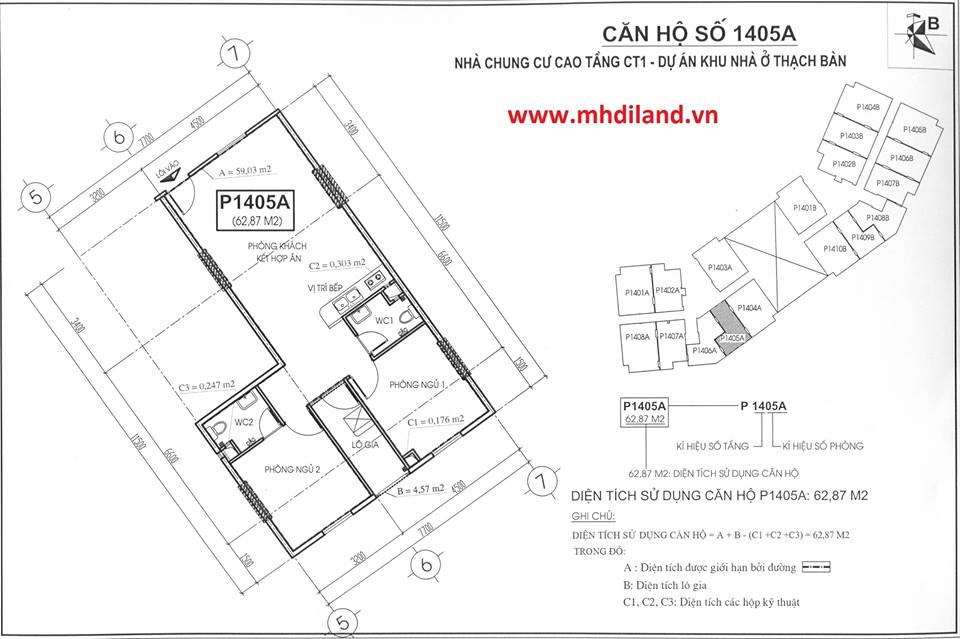 CĂN HỘ SỐ 1405A
NHÀ CHUNG CƯ CAO TẦNG CT1 - DỰ ÁN KHU NHÀ Ở THẠCH BÀN
B
www.mhdiland.vn
7
6
5
4500
7700
3200
LỐI VÀO
A = 59,03 m2
P1405A
(62,87 M2)
PHÒNG KHÁCH
KẾT HỢP ĂN
C2 = 0,303 m2
VỊ TRÍ BẾP
WC1
3400
11500
6600
1500
3400
11500
6600
1500
C3 = 0,247 m2
WC2
PHÒNG NGỦ 1
C1 = 0,176 m2
LÔ GIA
PHÒNG NGỦ 2
B = 4,57 m2
4500
7700
3200
7
6
5
P1404B
P1403B
P1402B
P1405B
P1406B
P1407B
P1401B
P1408B
P1409B
P1410B
P1403A
P1401A
P1402A
P1404A
P1408A
P1407A
P1406A
P1405A
P1405A
62,87 M2
P 1405A
KÍ HIỆU SỐ TẦNG
KÍ HIỆU SỐ PHÒNG
62,87 M2: DIỆN TÍCH SỬ DỤNG CĂN HỘ
DIỆN TÍCH SỬ DỤNG CĂN HỘ P1405A: 62,87 M2
GHI CHÚ:
DIỆN TÍCH SỬ DỤNG CĂN HỘ = A + B - (C1 +C2 +C3) = 62,87 M2
TRONG ĐÓ:
A : Diện tích được giới hạn bởi đường
B: Diện tích lô gia
C1, C2, C3: Diện tích các hộp kỹ thuật